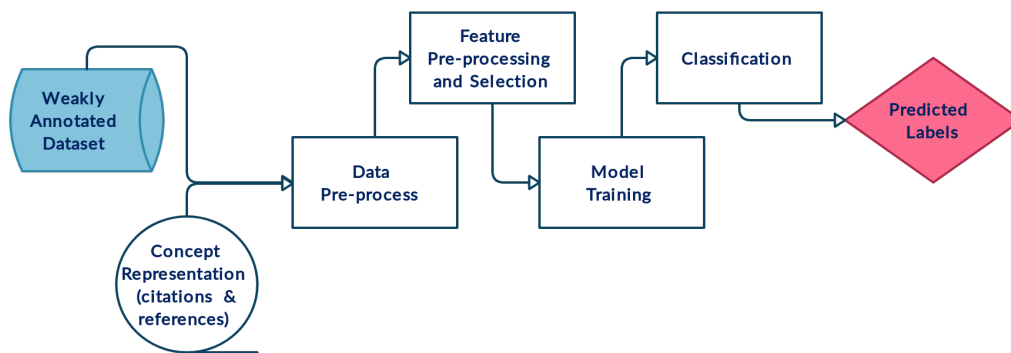 Weakly
Annotated
Dataset
Concept
Representation
(citations &
references)
Data
Pre-process
Feature
Pre-processing
and Selection
Model
Training
Classification
Predicted
Labels